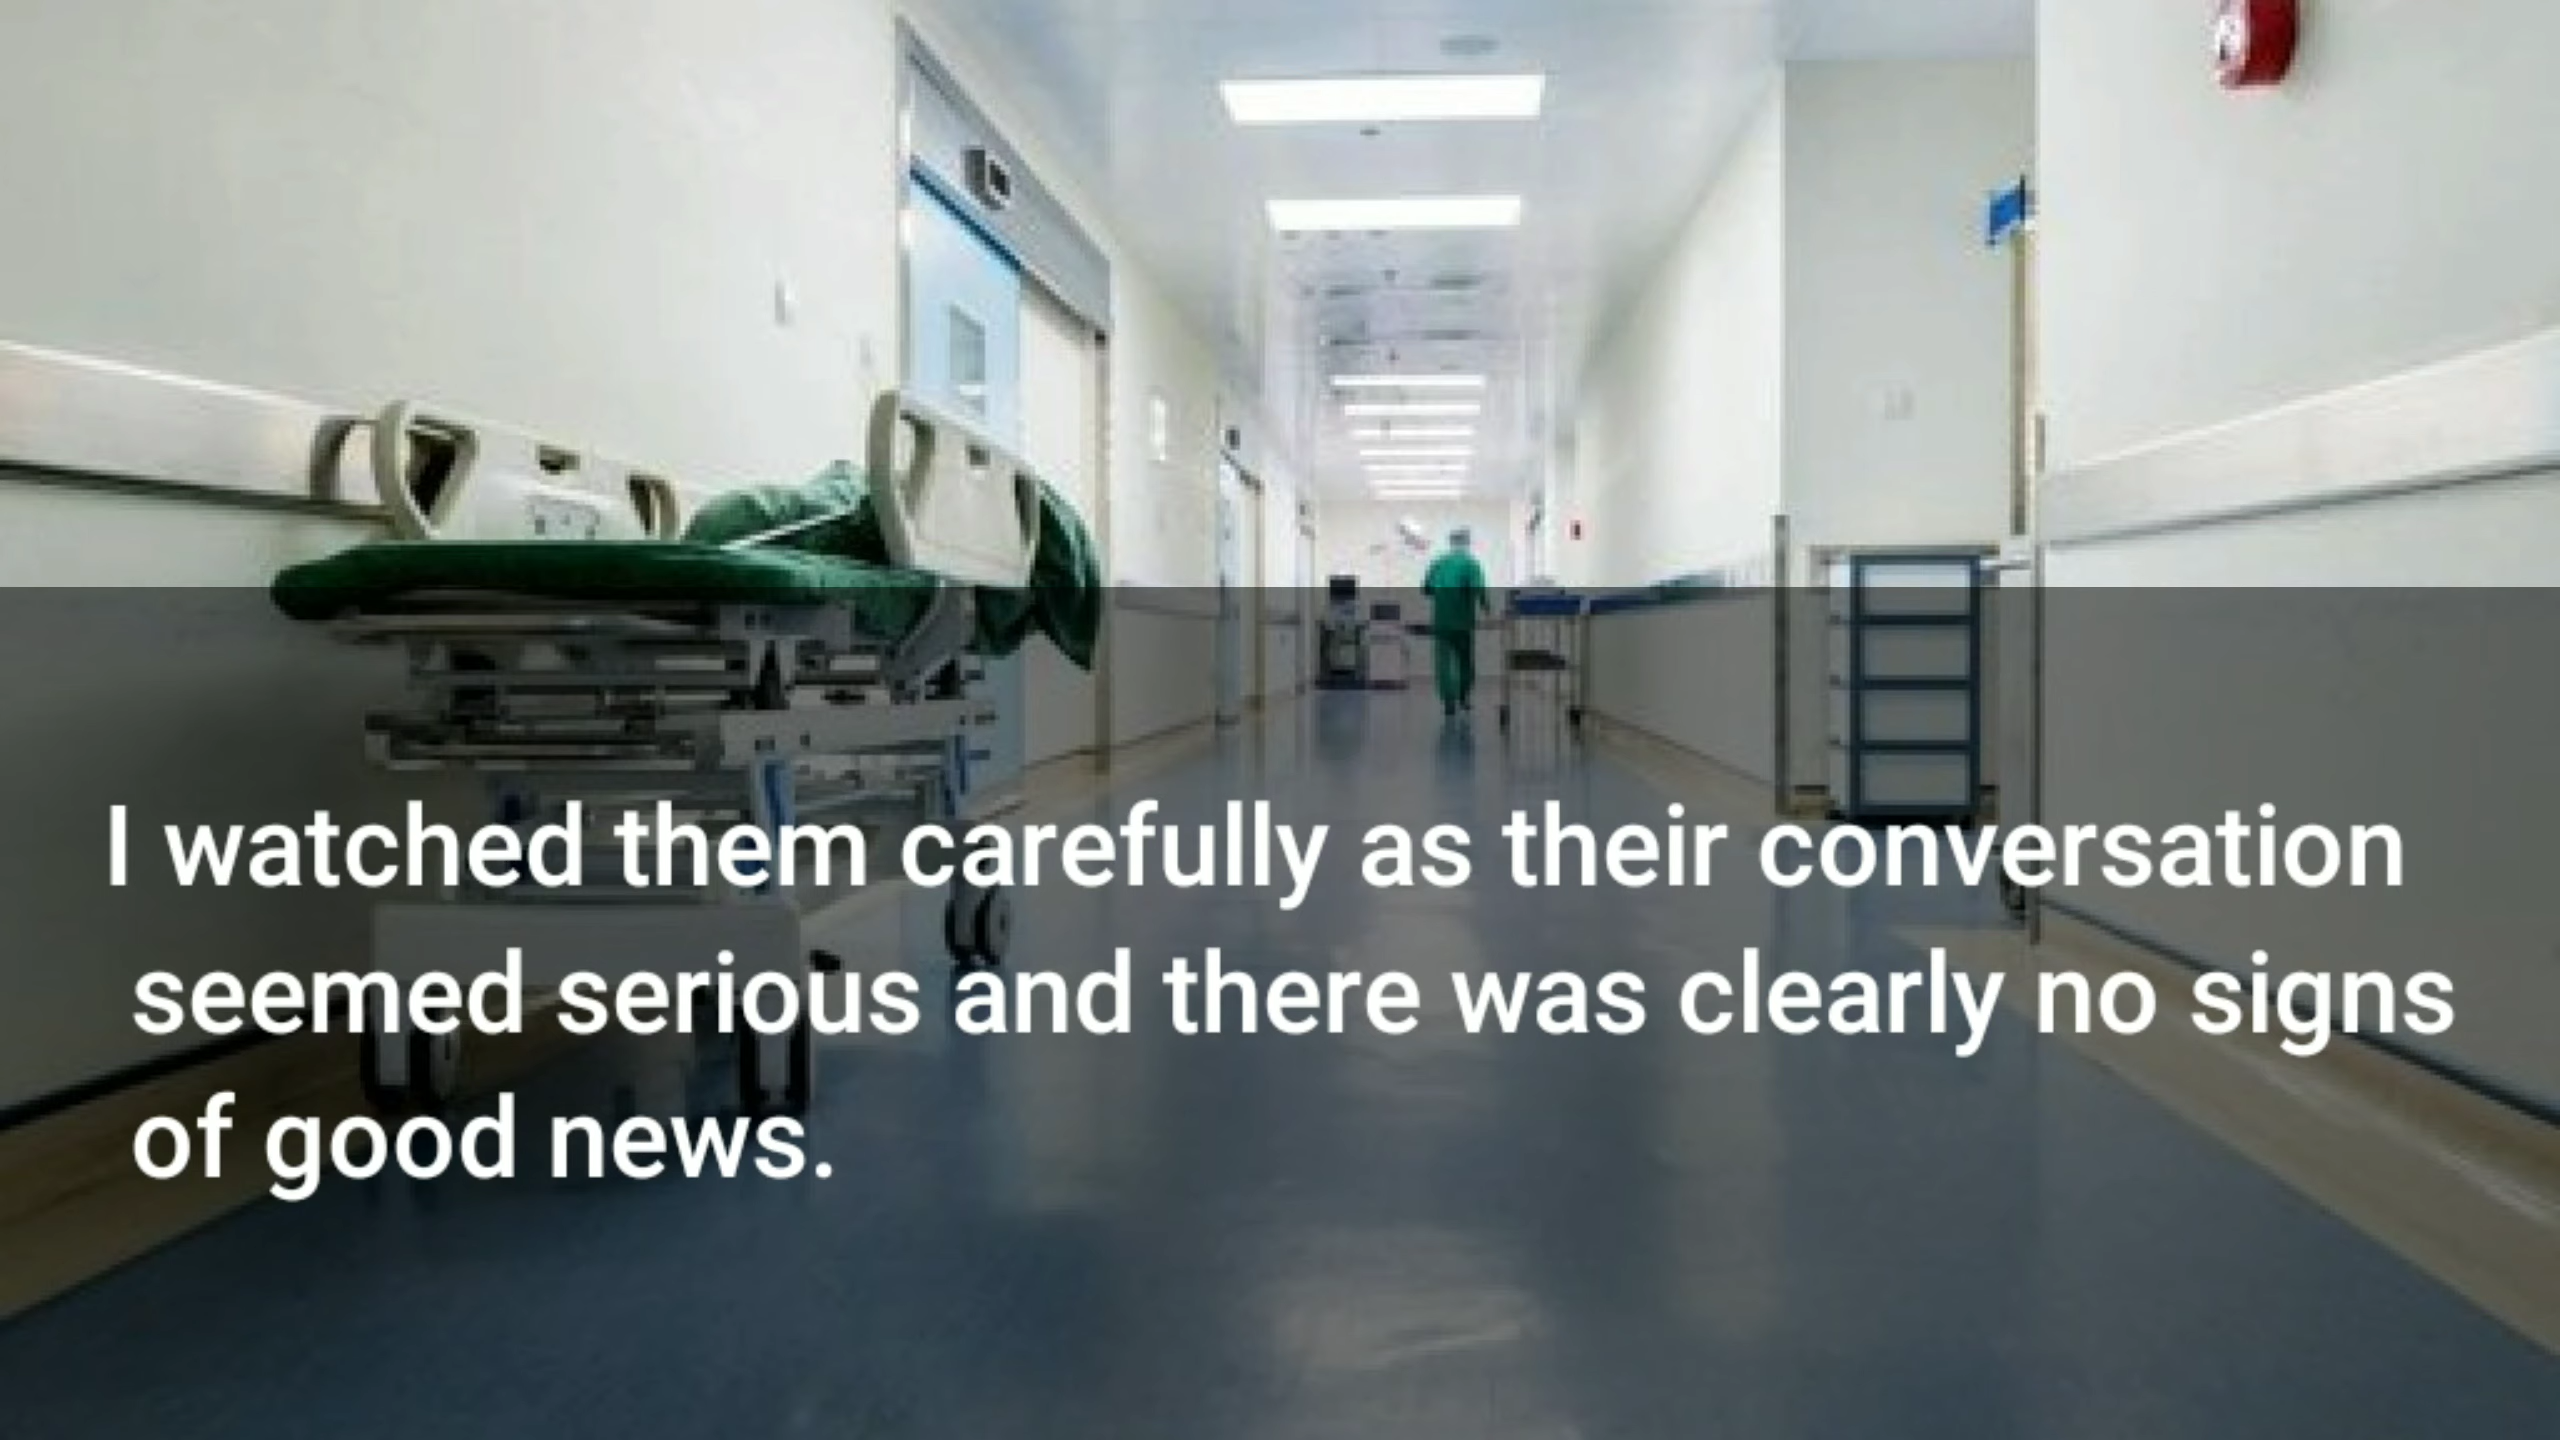 I watched them carefully as their conversation
seemed serious and there was clearly no signs
of good news.